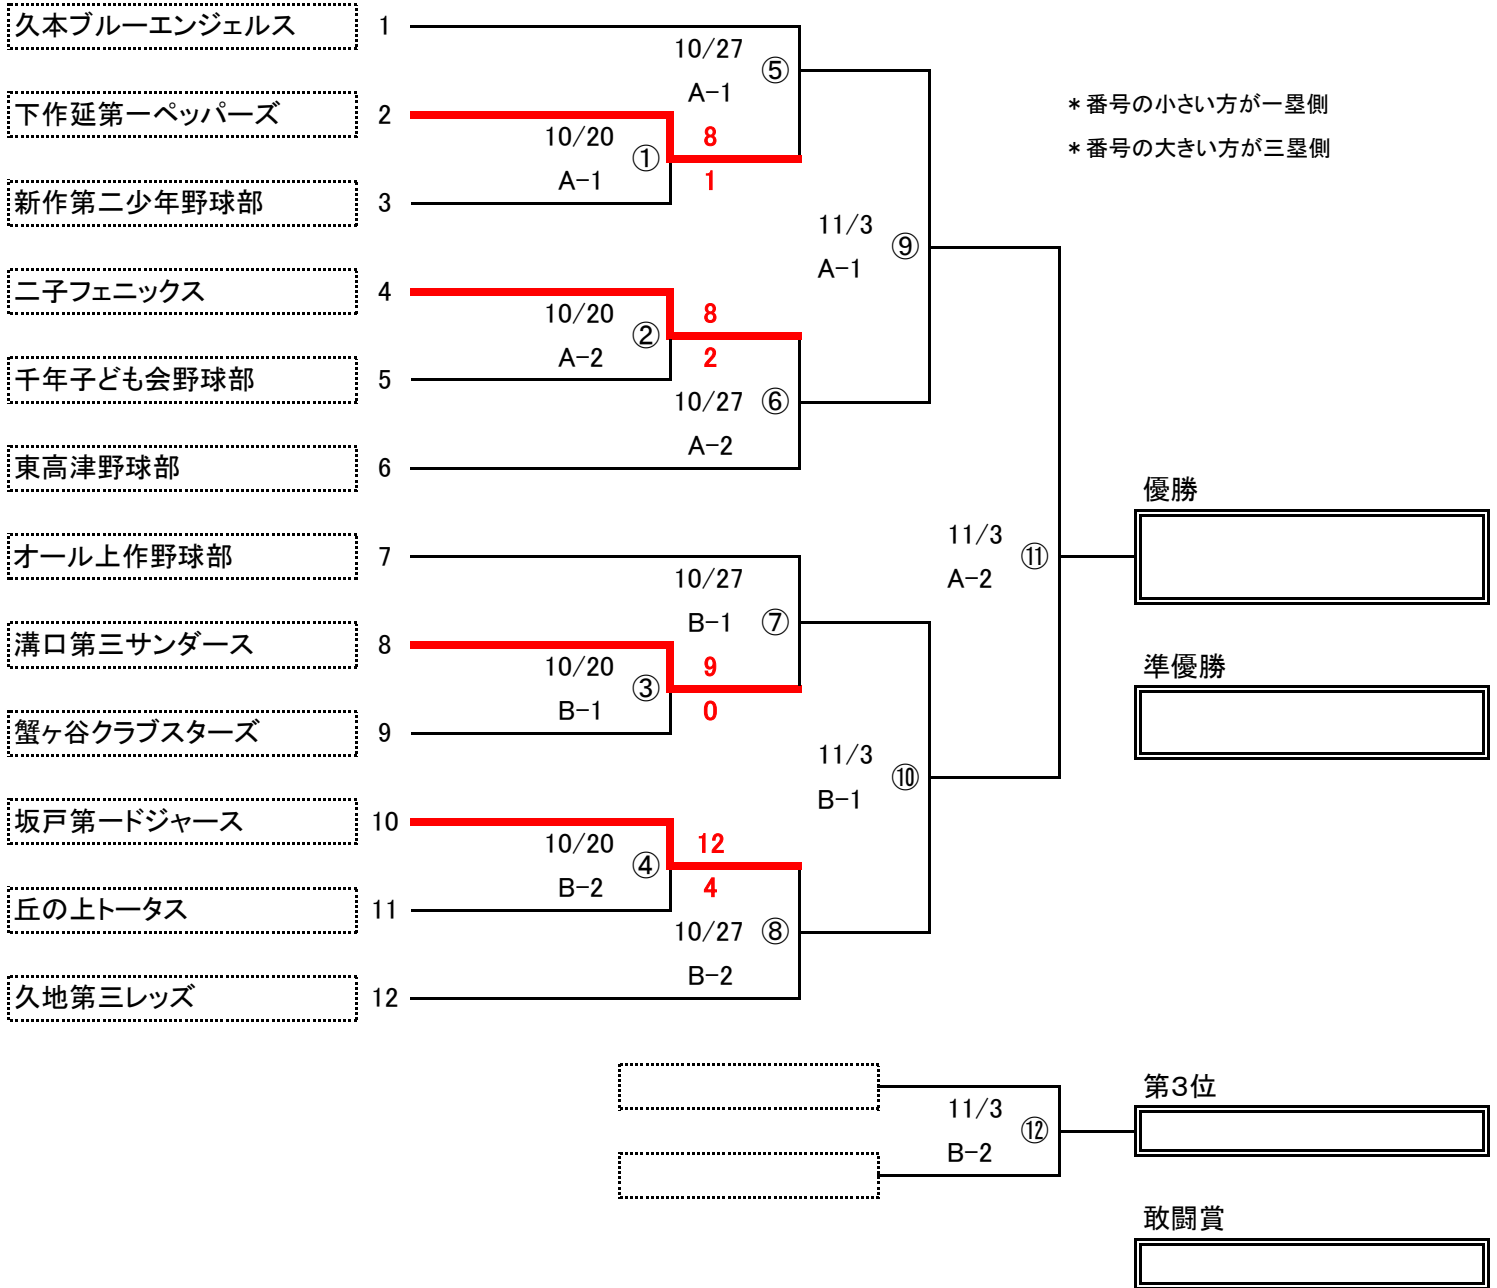 久本ブルーエンジェルス 1
10/27
⑤
A-1
＊番号の小さい方が一塁側
下作延第一ペッパーズ 2
10/20 8
①
＊番号の大きい方が三塁側
A-1 1
新作第二少年野球部 3
11/3
⑨
A-1
二子フェニックス 4
10/20 8
②
A-2 2
千年子ども会野球部 5
10/27 ⑥
A-2
東高津野球部 6
優勝
11/3
オール上作野球部 7
⑪
10/27
A-2
B-1 ⑦
溝口第三サンダース 8
10/20 9
準優勝
③
B-1 0
蟹ヶ谷クラブスターズ 9
11/3
⑩
B-1
坂戸第一ドジャース 10
10/20 12
④
B-2 4
丘の上トータス 11
10/27 ⑧
B-2
久地第三レッズ 12
第3位
11/3
⑫
B-2
敢闘賞